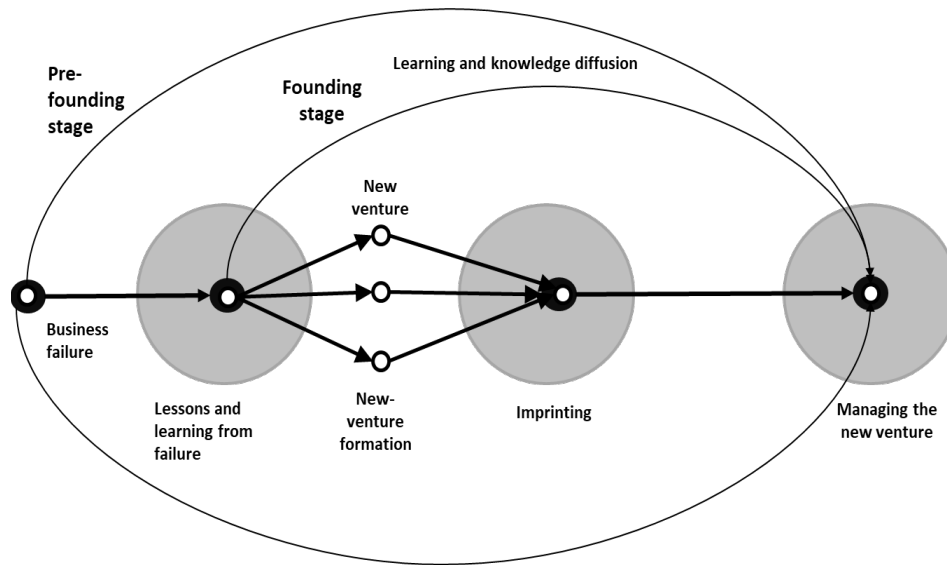 Pre-
founding
stage
Founding
stage
Learning and knowledge diffusion
New
venture
Business
failure
Lessons and
learning from
failure
New-
venture
formation
Imprinting
Managing the
new venture